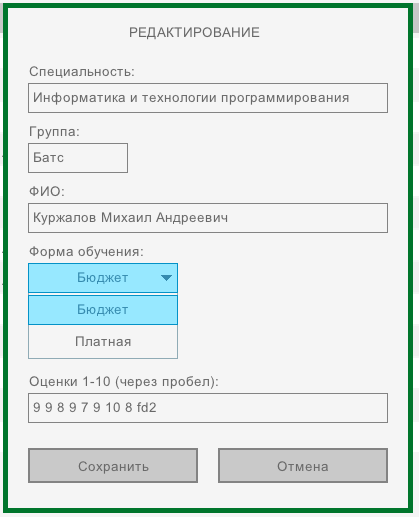 РЕДАКТИРОВАНИЕ
Специальность:
Информатика и технологии программирования
Группа:
Батс
ФИО:
Куржалов Михаил Андреевич
Форма обучения:
Бюджет
Бюджет
Платная
Оценки 1-10 (через пробел):
9 9 8 9 7 9 10 8 fd2
Сохранить Отмена